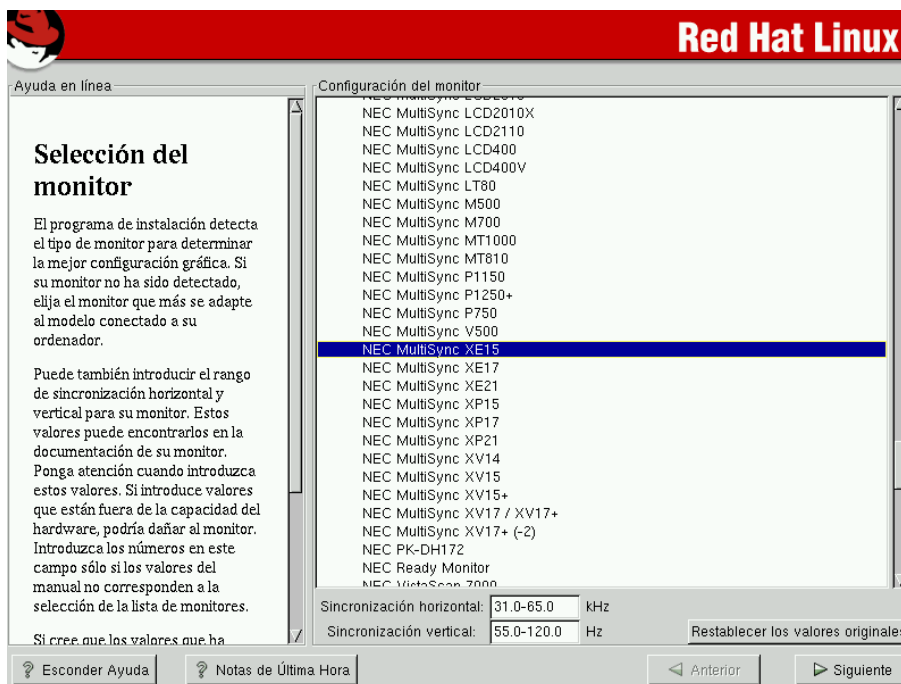 Red Hat Linux
Ayuda en línea
Selección del
monitor
El programa de instalación detecta
el tipo de monitor para determinar
la mejor configuración gráfica. Si
su monitor no ha sido detectado,
elija el monitor que más se adapte
al modelo conectado a su
ordenador.
Puede también introducir el rango
de sincronización horizontal y
vertical para su monitor. Estos
valores puede encontrarlos en la
documentación de su monitor.
Ponga atención cuando introduzca
estos valores. Si introduce valores
que están fuera de la capacidad del
hardware, podría dañar al monitor.
Introduzca los números en este
campo sólo si los valores del
manual no corresponden a la
selección de la lista de monitores.
Si cree que los valores que ha
Configuración del monitor
NEC MultiSync LCD2010X
NEC MultiSync LCD2110
NEC MultiSync LCD400
NEC MultiSync LCD400V
NEC MultiSync LT80
NEC MultiSync M500
NEC MultiSync M700
NEC MultiSync MT1000
NEC MultiSync MT810
NEC MultiSync P1150
NEC MultiSync P1250+
NEC MultiSync P750
NEC MultiSync V500
NEC MultiSync XE15
NEC MultiSync XE17
NEC MultiSync XE21
NEC MultiSync XP15
NEC MultiSync XP17
NEC MultiSync XP21
NEC MultiSync XV14
NEC MultiSync XV15
NEC MultiSync XV15+
NEC MultiSync XV17 / XV17+
NEC MultiSync XV17+ (-2)
NEC PK-DH172
NEC Ready Monitor
NEC VistaScan 7000
Sincronización horizontal: 31.0-65.0 kHz
Sincronización vertical: 55.0-120.0 Hz
Restablecer los valores originales
Esconder Ayuda
Notas de Última Hora
Anterior
Siguiente